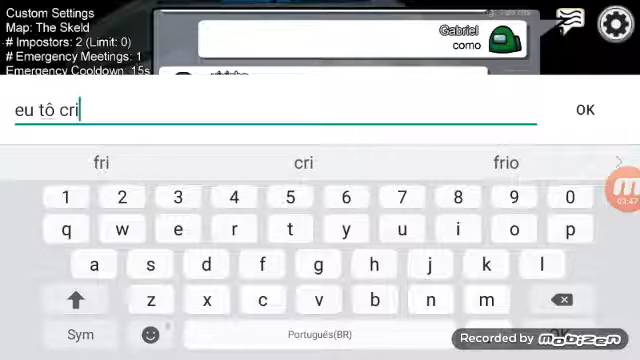 Custom Settings
Map: The Skeld
# Impostors: 2 (Limit: 0)
# Emergency Meetings: 1
Emergency Cooldown: 15s
Gabriel
como
eu tô cri
OK
fri cri frio
03:47
1 2 3 4 5 6 7 8 9 0
q w e r t y u i o p
a s d f g h j k l
z x c v b n m
Sym Português(BR)
Recorded by MOBIZEN